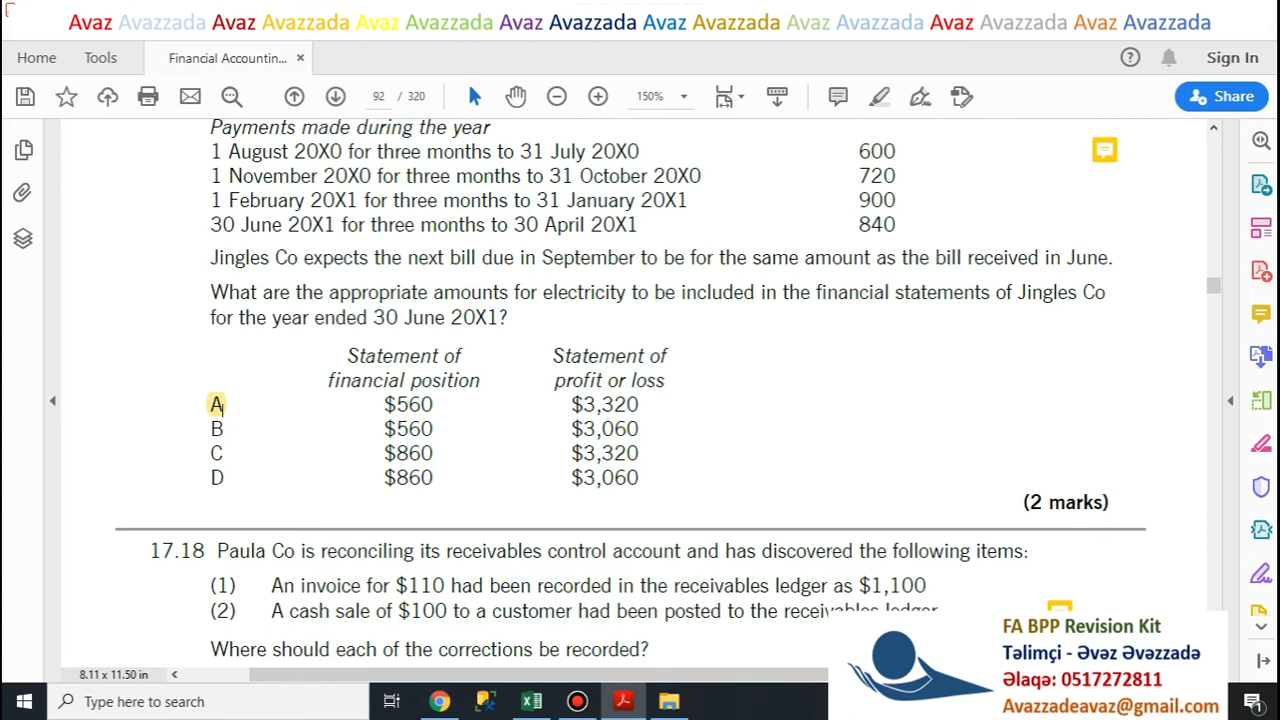 Avaz Avazzada Avaz Avazzada Avaz Avazzada Avaz Avazzada Avaz Avazzada Avaz Avazzada Avaz Avazzada Avaz Avazzada
Home Tools Financial Accountin... × Sign In
92 / 320 150% Share
Payments made during the year
1 August 20X0 for three months to 31 July 20X0 600
1 November 20X0 for three months to 31 October 20X0 720
1 February 20X1 for three months to 31 January 20X1 900
30 June 20X1 for three months to 30 April 20X1 840
Jingles Co expects the next bill due in September to be for the same amount as the bill received in June.
What are the appropriate amounts for electricity to be included in the financial statements of Jingles Co
for the year ended 30 June 20X1?
Statement of Statement of
financial position profit or loss
A $560 $3,320
B $560 $3,060
C $860 $3,320
D $860 $3,060
(2 marks)
17.18 Paula Co is reconciling its receivables control account and has discovered the following items:
(1) An invoice for $110 had been recorded in the receivables ledger as $1,100
(2) A cash sale of $100 to a customer had been posted to the receivables ledger
Where should each of the corrections be recorded?
FA BPP Revision Kit
Təlimçi - Əvəz Əvəzzadə
Əlaqə: 0517272811
Avazzadeavaz@gmail.com
8.11 x 11.50 in
Type here to search
1